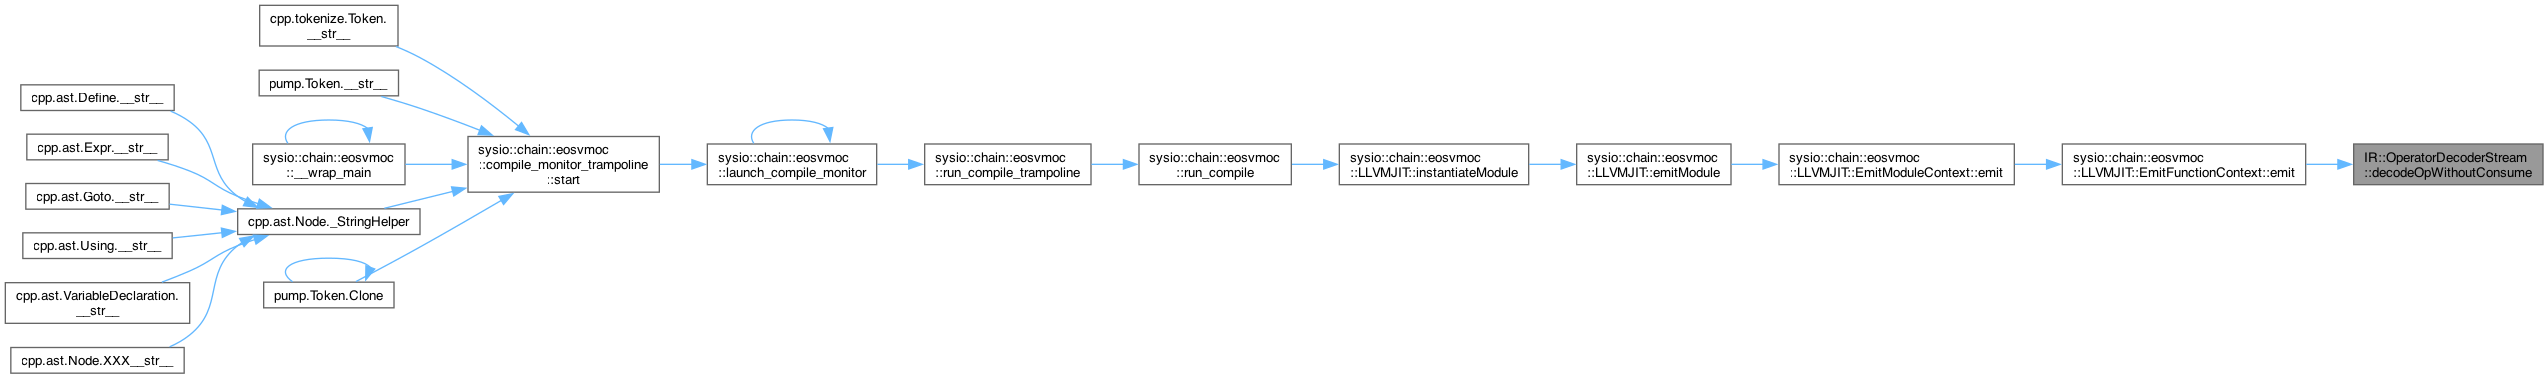 cpp.tokenize.Token.
__str__
pump.Token.__str__
cpp.ast.Define.__str__
cpp.ast.Expr.__str__
sysio::chain::eosvmoc
::__wrap_main
sysio::chain::eosvmoc
::compile_monitor_trampoline
::start
sysio::chain::eosvmoc
::launch_compile_monitor
sysio::chain::eosvmoc
::run_compile_trampoline
sysio::chain::eosvmoc
::run_compile
sysio::chain::eosvmoc
::LLVMJIT::instantiateModule
sysio::chain::eosvmoc
::LLVMJIT::emitModule
sysio::chain::eosvmoc
::LLVMJIT::EmitModuleContext::emit
sysio::chain::eosvmoc
::LLVMJIT::EmitFunctionContext::emit
IR::OperatorDecoderStream
::decodeOpWithoutConsume
cpp.ast.Goto.__str__
cpp.ast.Node._StringHelper
cpp.ast.Using.__str__
cpp.ast.VariableDeclaration.
__str__
pump.Token.Clone
cpp.ast.Node.XXX__str__